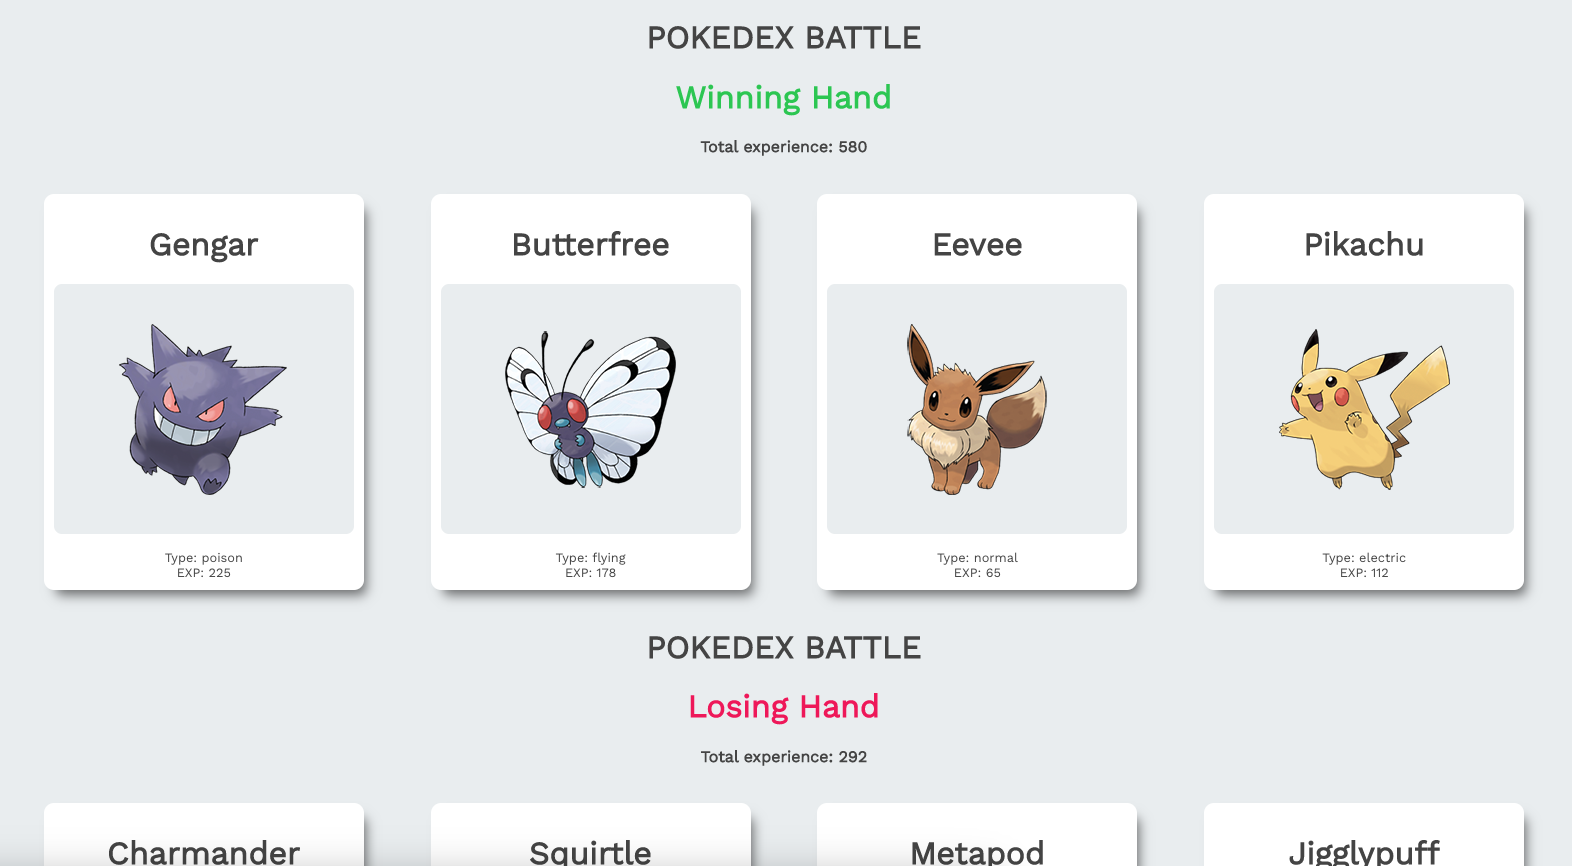 POKEDEX BATTLE
Winning Hand
Total experience: 580
Gengar
Type: poison
EXP: 225
Butterfree
Type: flying
EXP: 178
Eevee
Type: normal
EXP: 65
Pikachu
Type: electric
EXP: 112
POKEDEX BATTLE
Losing Hand
Total experience: 292
Charmander
Squirtle
Metapod
Jigglypuff